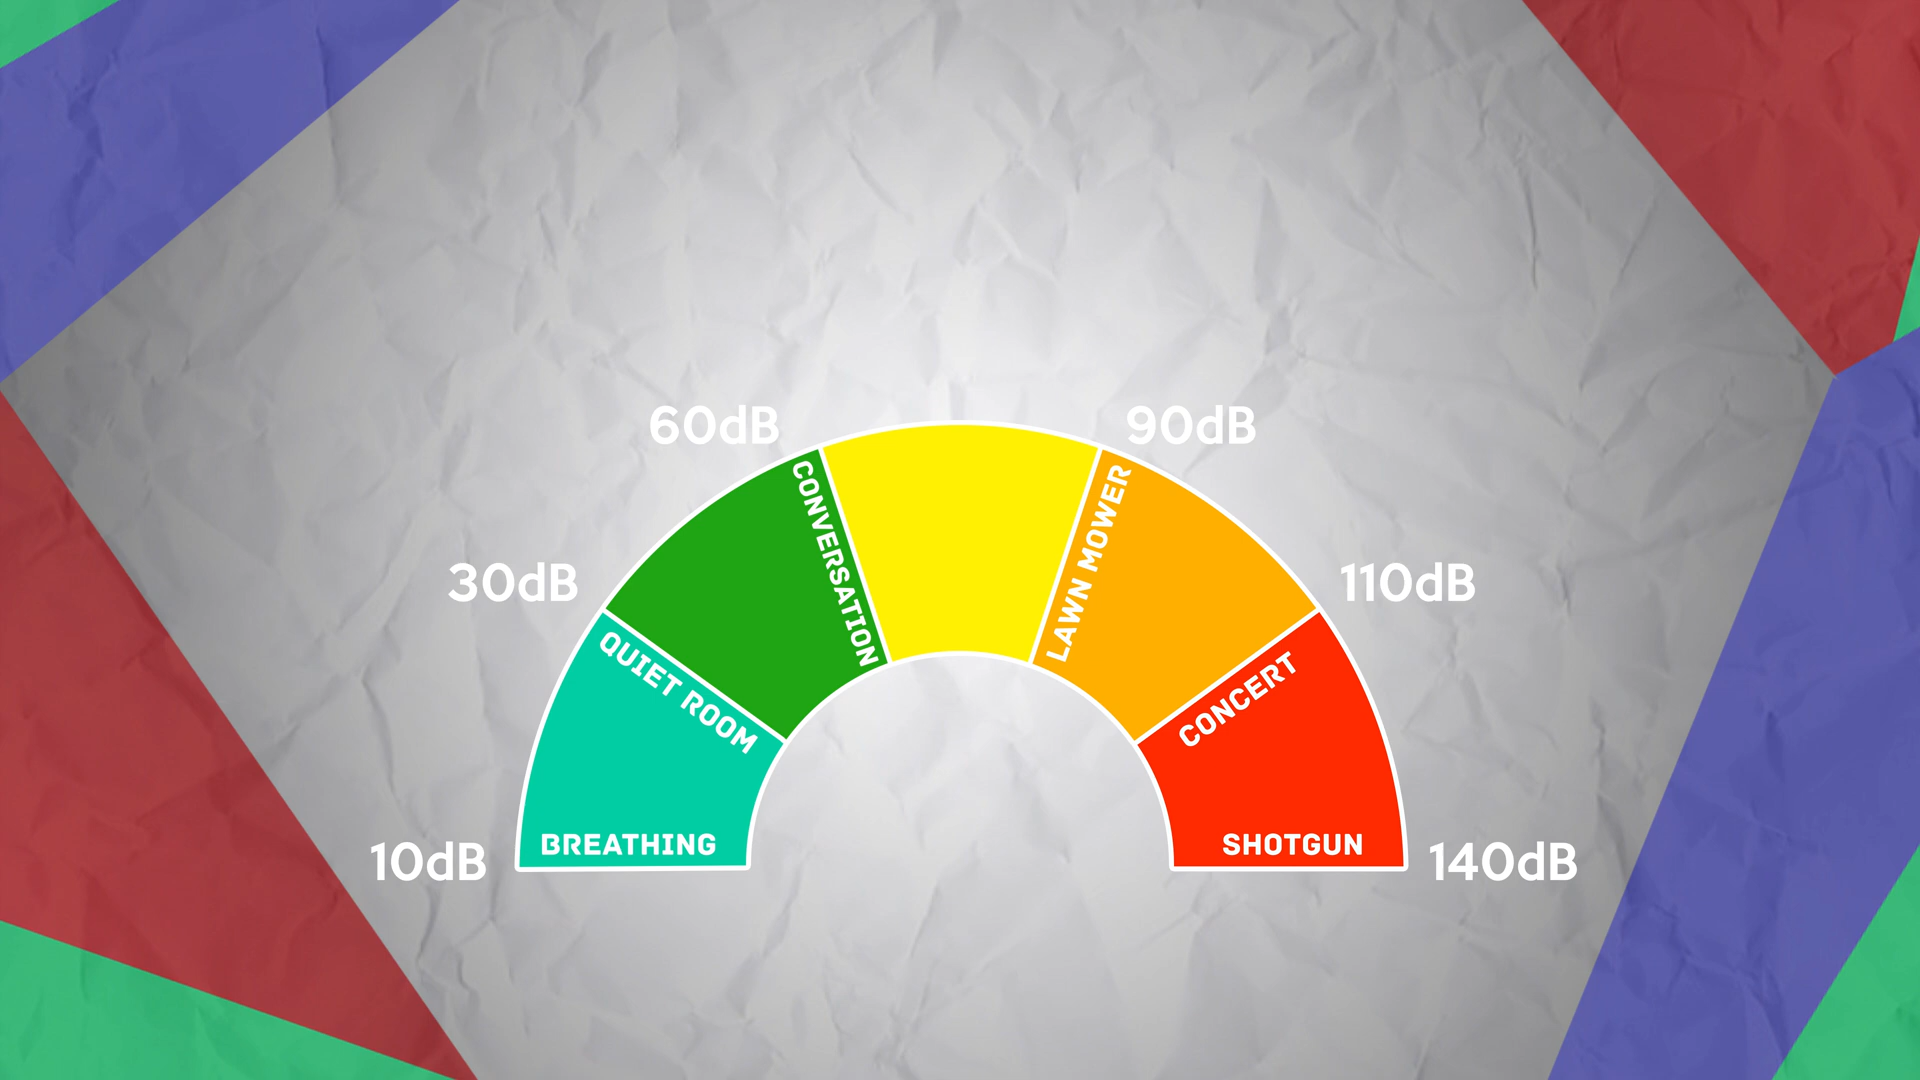 60dB
90dB
CONVERSATION
LAWN MOWER
30dB
110dB
QUIET ROOM
CONCERT
BREATHING
SHOTGUN
10dB
140dB